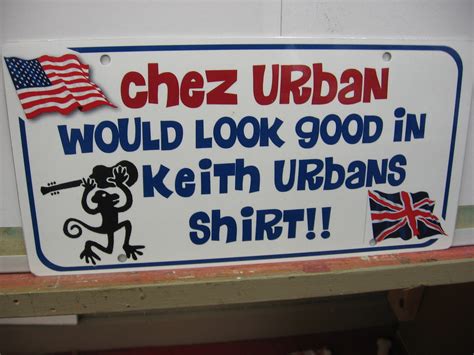 Chez Urban
WOULD LOOK GOOD IN
Keith Urbans
Shirt!!